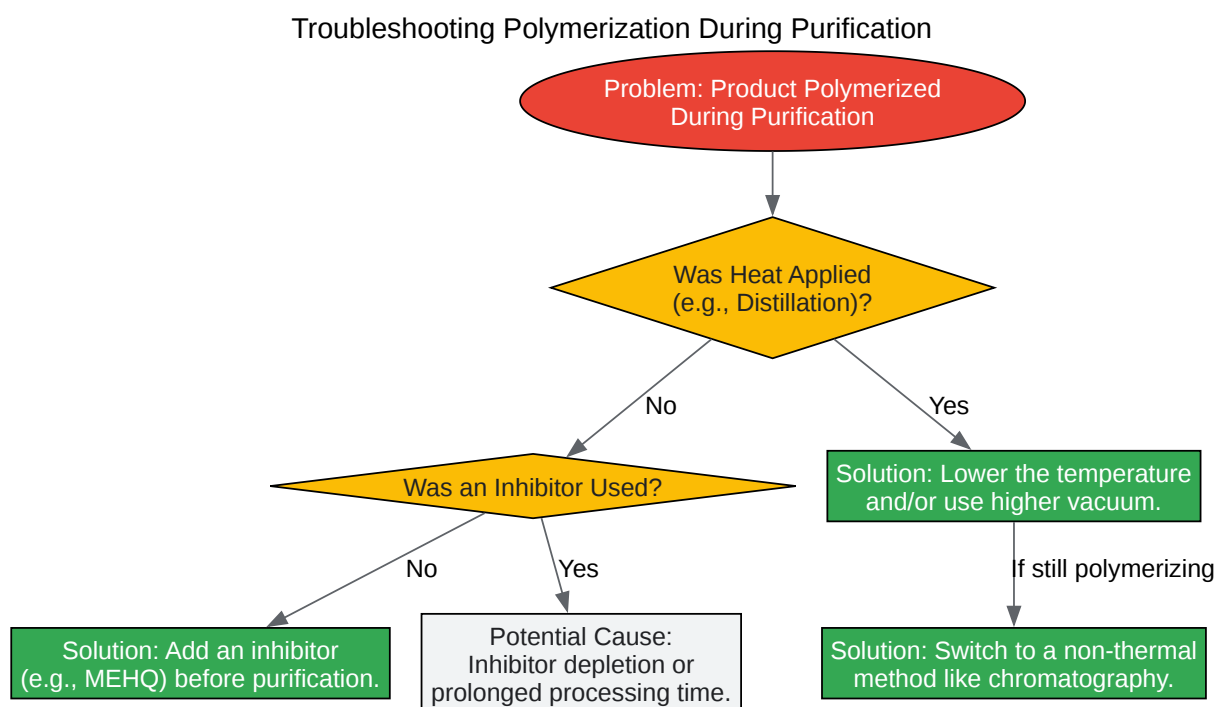 Troubleshooting Polymerization During Purification
Problem: Product Polymerized
During Purification
Was Heat Applied
(e.g., Distillation)?
No
Yes
Was an Inhibitor Used?
Solution: Lower the temperature
and/or use higher vacuum.
No
Yes
If still polymerizing
Solution: Add an inhibitor
(e.g., MEHQ) before purification.
Potential Cause:
Inhibitor depletion or
prolonged processing time.
Solution: Switch to a non-thermal
method like chromatography.